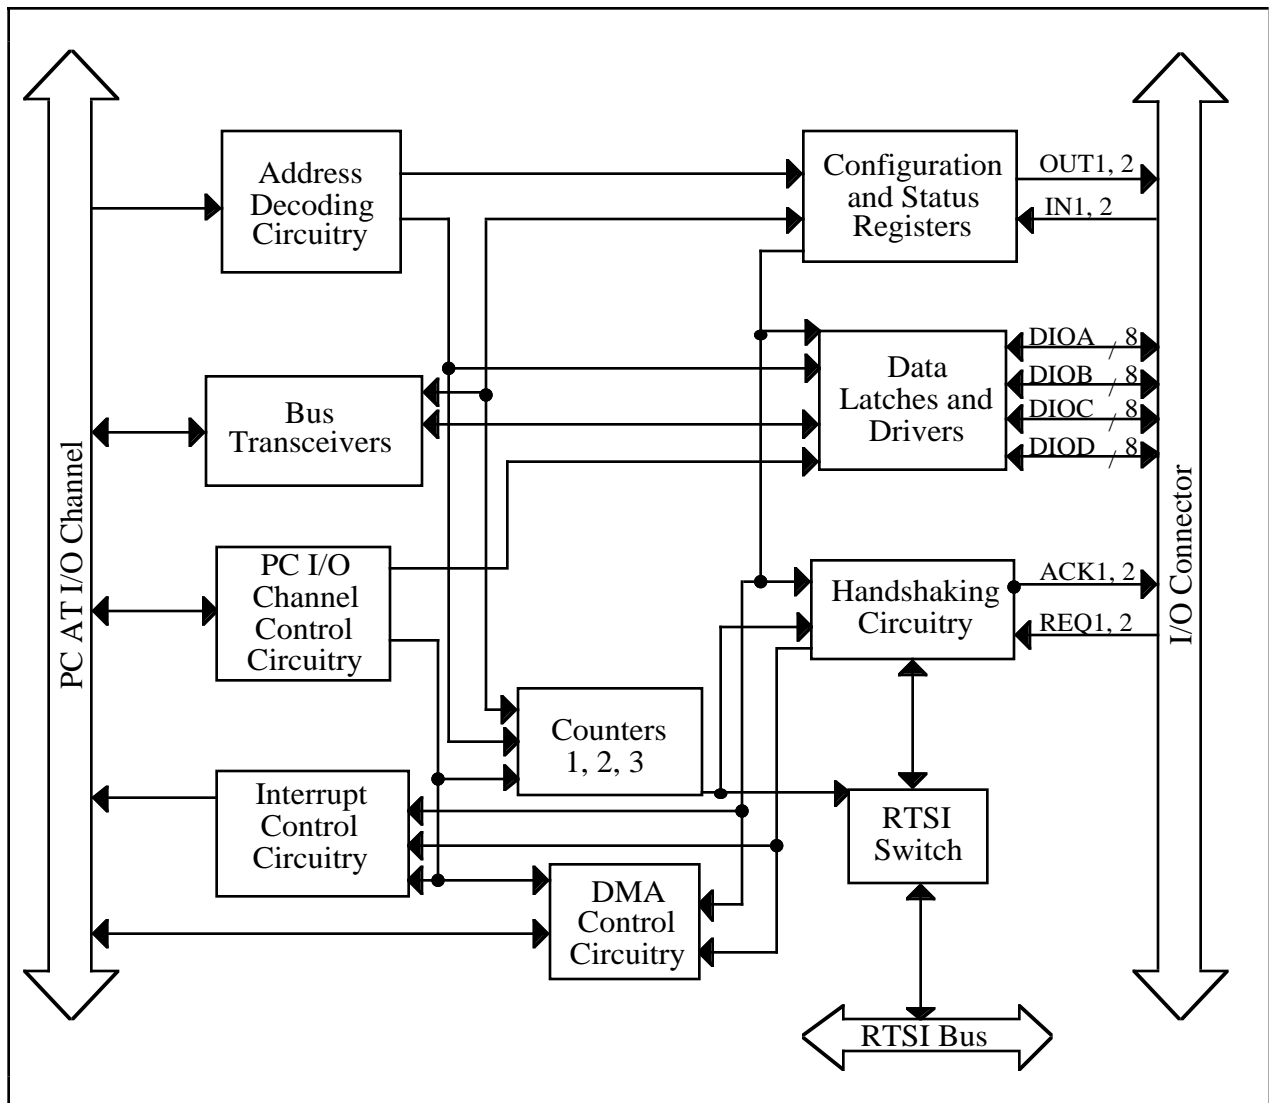 Address
Decoding
Circuitry
Configuration
and Status
Registers
OUT1, 2
IN1, 2
Bus
Transceivers
Data
Latches and
Drivers
DIOA / 8
DIOB / 8
DIOC / 8
DIOD / 8
PC AT I/O Channel
I/O Connector
PC I/O
Channel
Control
Circuitry
Handshaking
Circuitry
ACK1, 2
REQ1, 2
Counters
1, 2, 3
Interrupt
Control
Circuitry
RTSI
Switch
DMA
Control
Circuitry
RTSI Bus